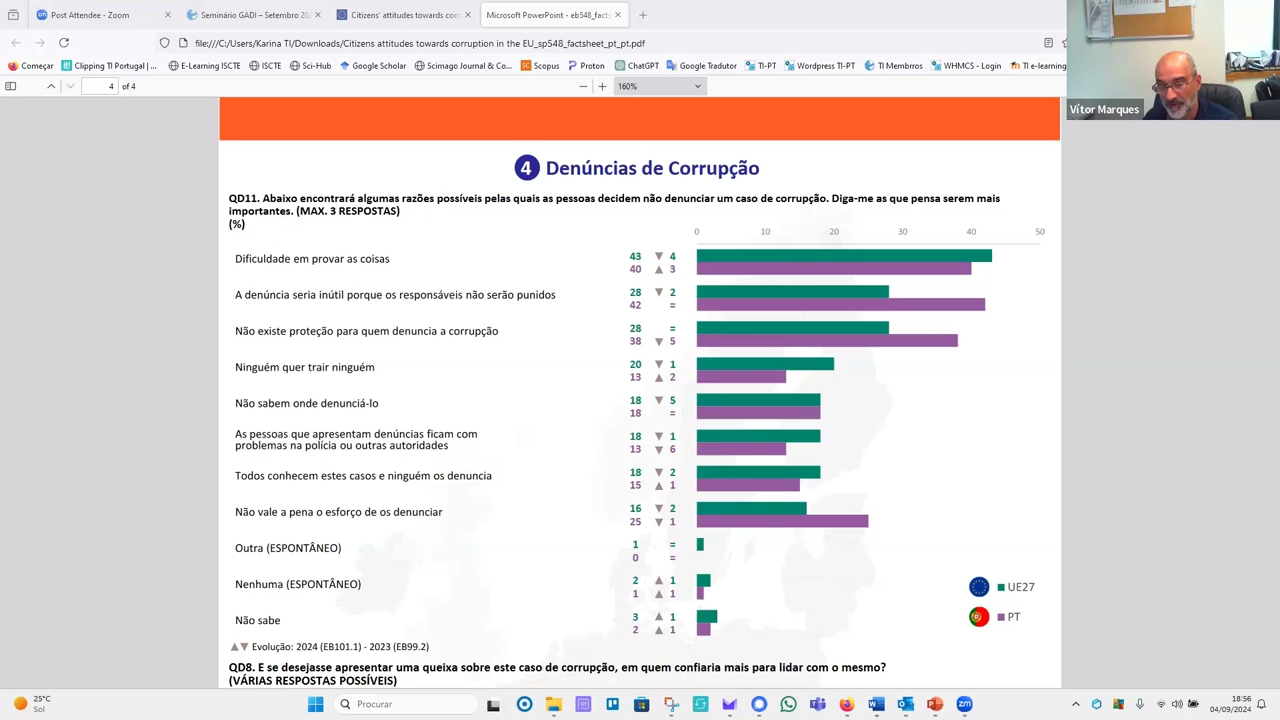 Post Attende - Zoom
Seminário GADI – Setembro 202
Citizens' attitudes towards com
Microsoft PowerPoint - eb548_facts
file:///C:/Users/Karina TI/Downloads/Citizens attitudes towards corruption in the EU_sp548_factsheet_pt_pt.pdf
Começar
Clipping TI Portugal |...
E-Learning ISCTE
ISCTE
Sci-Hub
Google Scholar
Scimago Journal & Co...
Scopus
Proton
ChatGPT
Google Tradutor
TI-PT
Wordpress TI-PT
TI Membrros
WHMCS - Login
TI e-learning
4 of 4
160%
Vítor Marques
4 Denúncias de Corrupção
QD11. Abaixo encontrará algumas razões possíveis pelas quais as pessoas decidem não denunciar um caso de corrupção. Diga-me as que pensa serem mais
importantes. (MAX. 3 RESPOSTAS)
(%)
0 10 20 30 40 50
Dificuldade em provar as coisas
43 ▼ 4
40 ▲ 3
A denúncia seria inútil porque os responsáveis não serão punidos
28 ▼ 2
42 =
Não existe proteção para quem denuncia a corrupção
28 =
38 ▼ 5
Ninguém quer trair ninguém
20 ▼ 1
13 ▲ 2
Não sabem onde denunciá-lo
18 ▼ 5
18 =
As pessoas que apresentam denúncias ficam com
problemas na polícia ou outras autoridades
18 ▼ 1
13 ▼ 6
Todos conhecem estes casos e ninguém os denuncia
18 ▼ 2
15 ▲ 1
Não vale a pena o esforço de os denunciar
16 ▼ 2
25 ▼ 1
Outra (ESPONTÂNEO)
1 =
0 =
Nenhuma (ESPONTÂNEO)
2 ▲ 1
1 ▲ 1
Não sabe
3 ▲ 1
2 ▲ 1
UE27
PT
▲▼ Evolução: 2024 (EB101.1) - 2023 (EB99.2)
QD8. E se desejasse apresentar uma queixa sobre este caso de corrupção, em quem confiaria mais para lidar com o mesmo?
(VÁRIAS RESPOSTAS POSSÍVEIS)
25°C
Sol
Procurar
18:56
04/09/2024